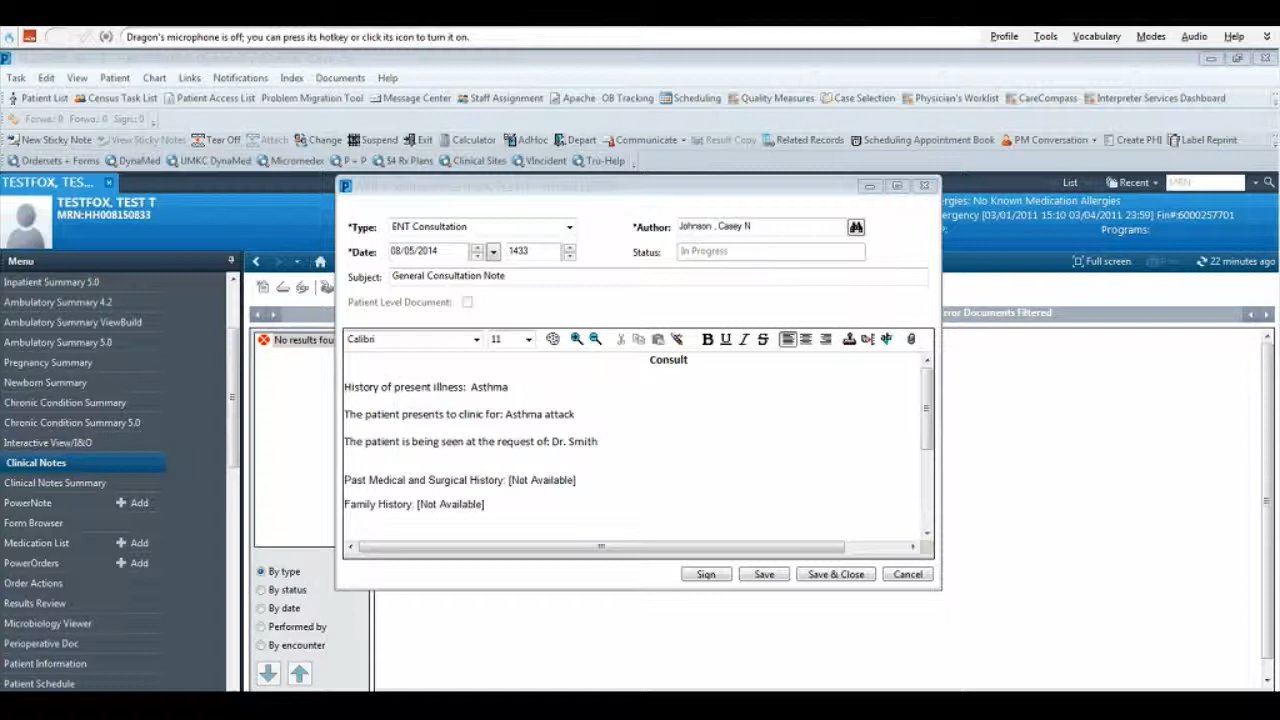 Dragon's microphone is off; you can press its hotkey or click its icon to turn it on.
Profile Tools Vocabulary Modes Audio Help
Task Edit View Patient Chart Links Notifications Index Documents Help
Patient List Census Task List Patient Access List Problem Migration Tool Message Center Staff Assignment Apache OB Tracking Scheduling Quality Measures Case Selection Physician's Worklist CareCompass Interpreter Services Dashboard
Forwa.: 0 Forwa.: 0 Sign.: 0
New Sticky Note View Sticky Notes Tear Off Attach Change Suspend Exit Calculator AdHoc Depart Communicate Result Copy Related Records Scheduling Appointment Book PM Conversation Create PHI Label Reprint
Ordersets + Forms DynaMed UMKC DynaMed Micromedex P + P $4 Rx Plans Clinical Sites VIncident Tru-Help
TESTFOX, TES...
List Recent MRN
TESTFOX, TEST T
MRN:HH008150833
ergies: No Known Medication Allergies
ergency [03/01/2011 15:10 03/04/2011 23:59] Fin#:6000257701
Programs:
Menu
Full screen
22 minutes ago
Inpatient Summary 5.0
Ambulatory Summary 4.2
Ambulatory Summary ViewBuild
Ambulatory Summary 5.0
Pregnancy Summary
Newborn Summary
Chronic Condition Summary
Chronic Condition Summary 5.0
Interactive View/I&O
Clinical Notes
Clinical Notes Summary
PowerNote Add
Form Browser
Medication List Add
PowerOrders Add
Order Actions
Results Review
Microbiology Viewer
Perioperative Doc
Patient Information
Patient Schedule
ror Documents Filtered
No results fou
By type
By status
By date
Performed by
By encounter
*Type: ENT Consultation
*Author: Johnson , Casey N
*Date: 08/05/2014 1433
Status: In Progress
Subject: General Consultation Note
Patient Level Document:
Calibri 11
B U I S
Consult
History of present illness: Asthma
The patient presents to clinic for: Asthma attack
The patient is being seen at the request of: Dr. Smith
Past Medical and Surgical History: [Not Available]
Family History: [Not Available]
Sign Save Save & Close Cancel